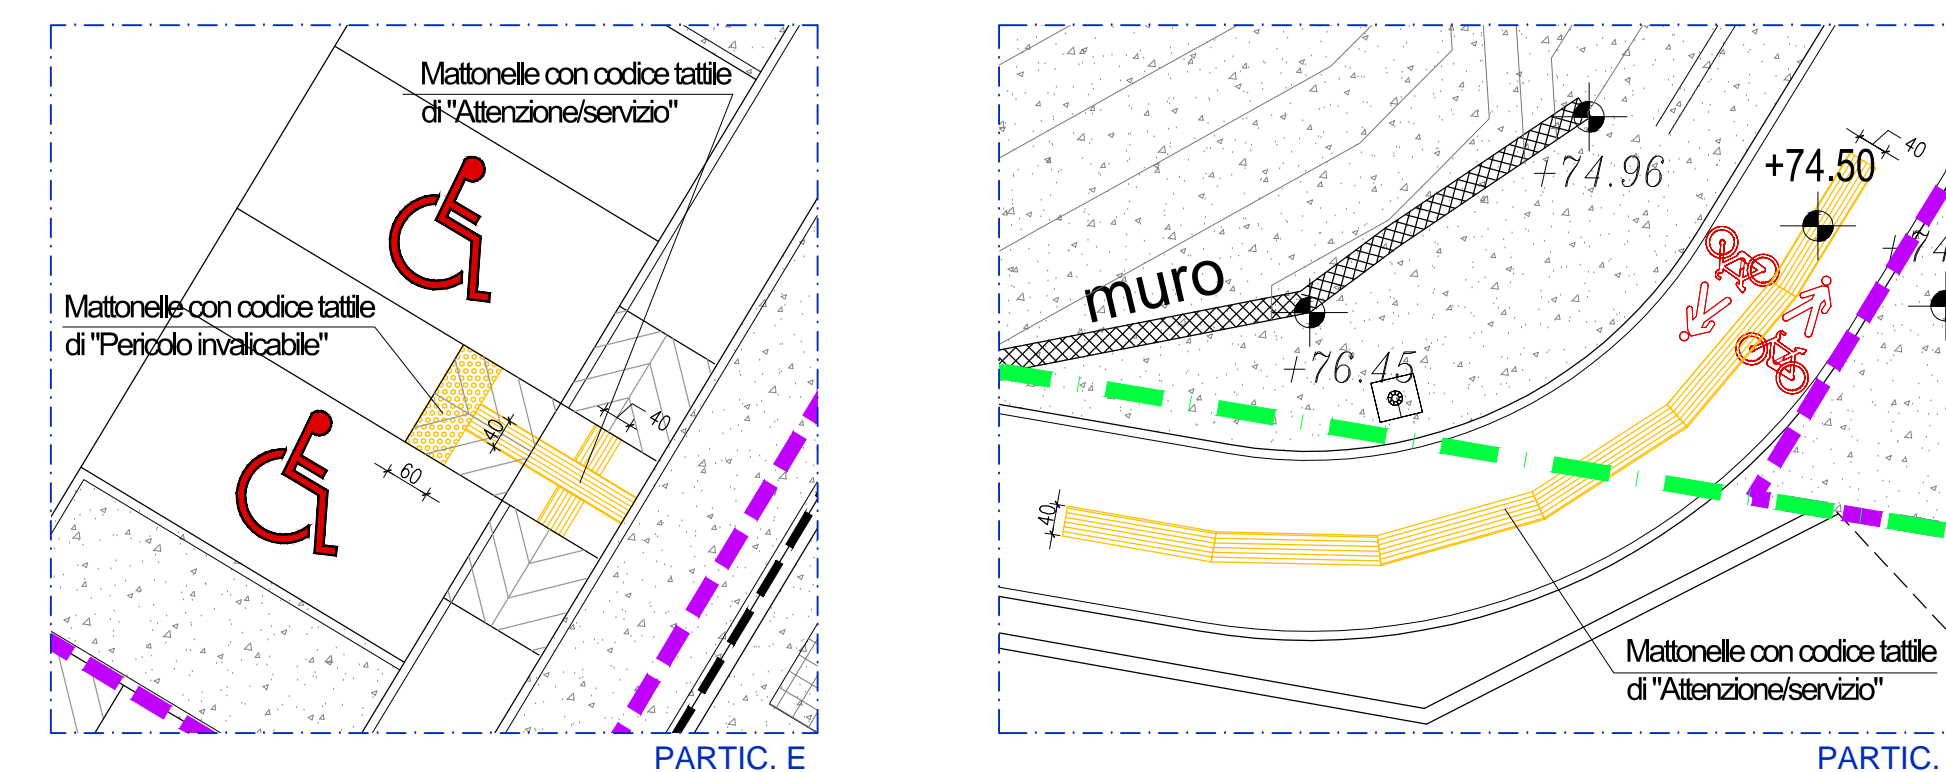 Mattonelle con codice tattile
di "Attenzione/servizio"
Mattonelle con codice tattile
di "Pericolo invalicabile"
40
40
60
PARTIC. E
+74.96
+74.50
40
muro
+76.45
40
Mattonelle con codice tattile
di "Attenzione/servizio"
PARTIC.